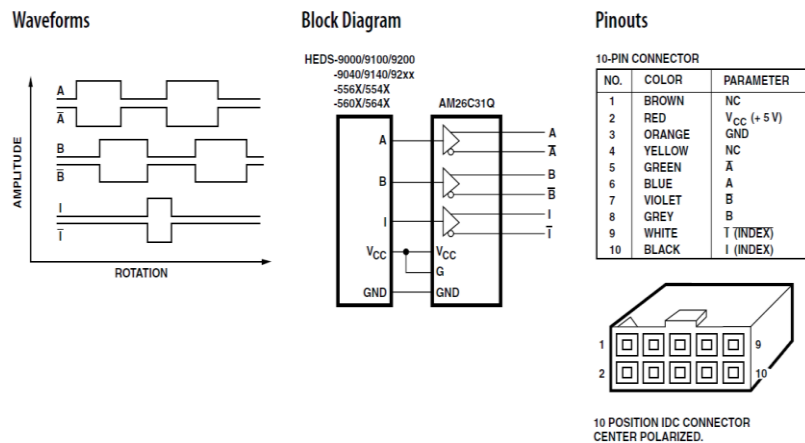 Waveforms
A
A̅
B
B̅
I
I̅
AMPLITUDE
ROTATION
Block Diagram
HEDS-9000/9100/9200
-9040/9140/92xx
-556X/554X
-560X/564X
AM26C31Q
A
A
A̅
B
B
B̅
I
I
I̅
VCC
VCC
G
GND
GND
Pinouts
10-PIN CONNECTOR
NO. COLOR PARAMETER
1 BROWN NC
2 RED VCC (+ 5 V)
3 ORANGE GND
4 YELLOW NC
5 GREEN A̅
6 BLUE A
7 VIOLET B̅
8 GREY B
9 WHITE I̅ (I̅N̅D̅E̅X̅)
10 BLACK I (INDEX)
1
9
2
10
10 POSITION IDC CONNECTOR
CENTER POLARIZED.